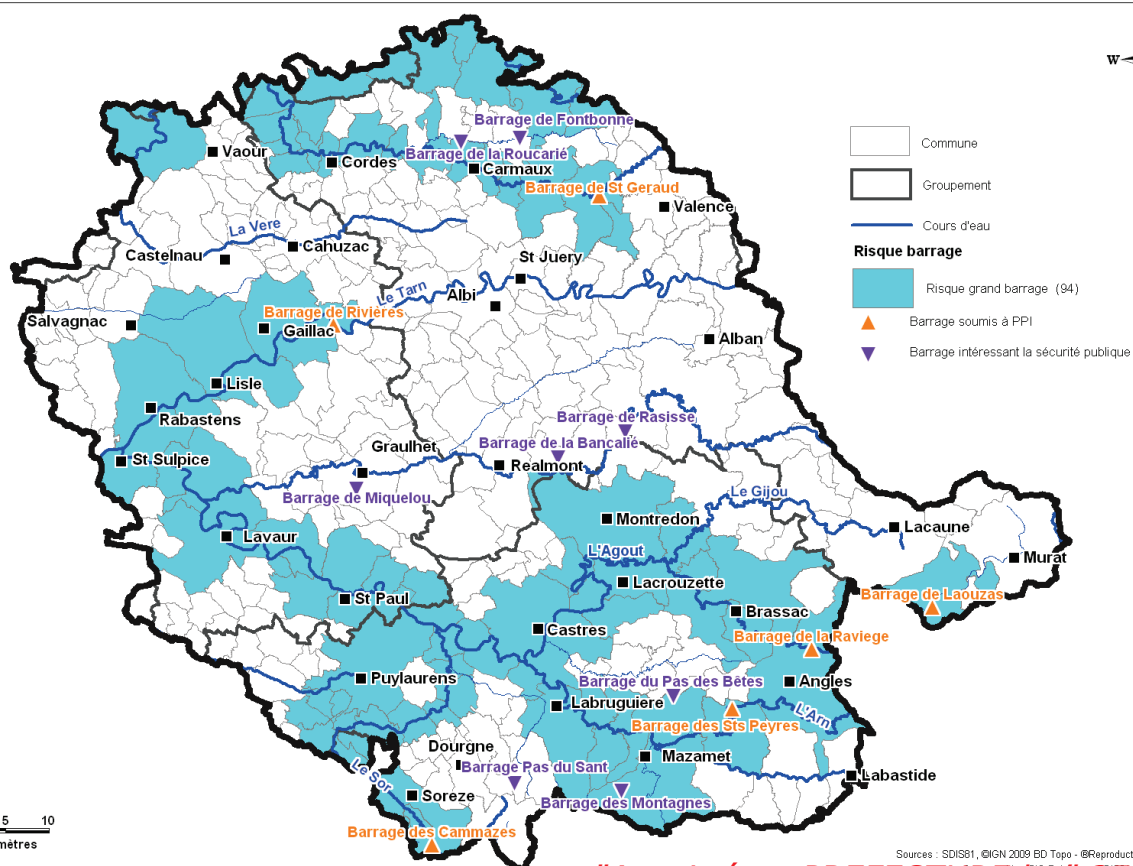 W
Barrage de Fontbonne
Vaour
Barrage de la Roucarié
Cordes
Carmaux
Barrage de St Geraud
Valence
La Vere
Castelnau
Cahuzac
St Juery
Le Tarn
Albi
Barrage de Rivières
Salvagnac
Gaillac
Alban
Lisle
Rabastens
Barrage de Rasisse
Graulhet
Barrage de la Bancalié
St Sulpice
Realmont
Barrage de Miquelou
Le Gijou
Montredon
Lacaune
Lavaur
L'Agout
Murat
Lacrouzette
St Paul
Barrage de Laouzas
Brassac
Castres
Barrage de la Raviege
Puylaurens
Barrage du Pas des Bêtes
Angles
Labruguiere
Barrage des Sts Peyres
L'Arn
Dourgne
Mazamet
Barrage Pas du Sant
Labastide
Le Sor
Soreze
Barrage des Montagnes
Barrage des Cammazes
Commune
Groupement
Cours d'eau
Risque barrage
Risque grand barrage (94)
Barrage soumis à PPI
Barrage intéressant la sécurité publique
5 10
mètres
Sources : SDIS81, ©IGN 2009 BD Topo - ®Reproduct